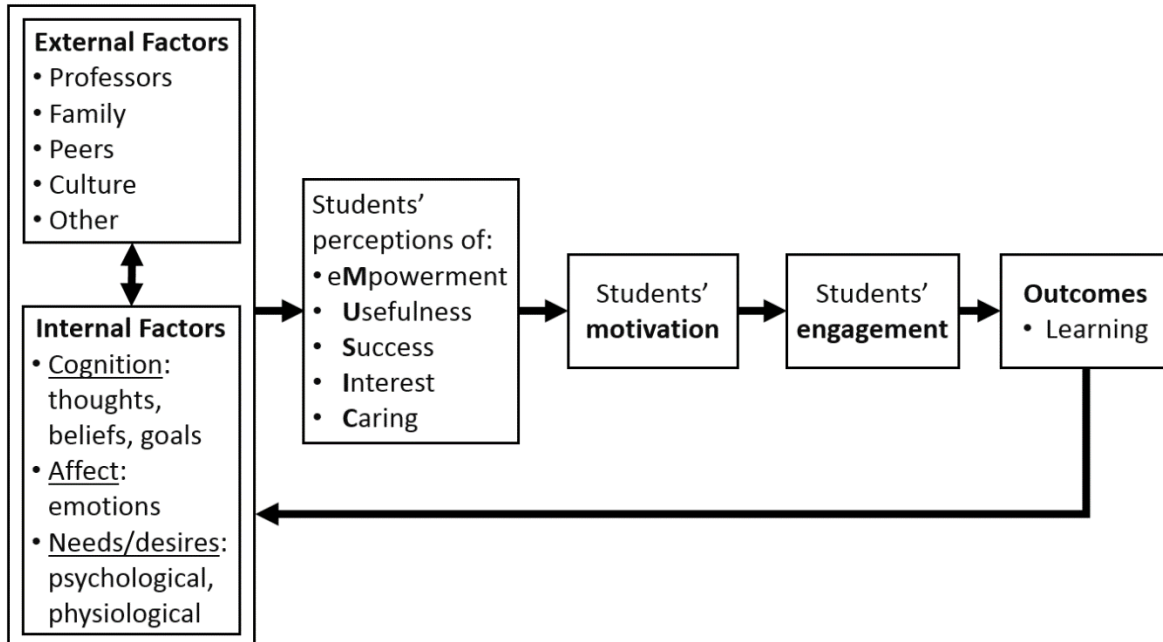 External Factors
• Professors
• Family
• Peers
• Culture
• Other
Internal Factors
• Cognition:
thoughts,
beliefs, goals
• Affect:
emotions
• Needs/desires:
psychological,
physiological
Students’
perceptions of:
• eMpowerment
• Usefulness
• Success
• Interest
• Caring
Students’
motivation
Students’
engagement
Outcomes
• Learning